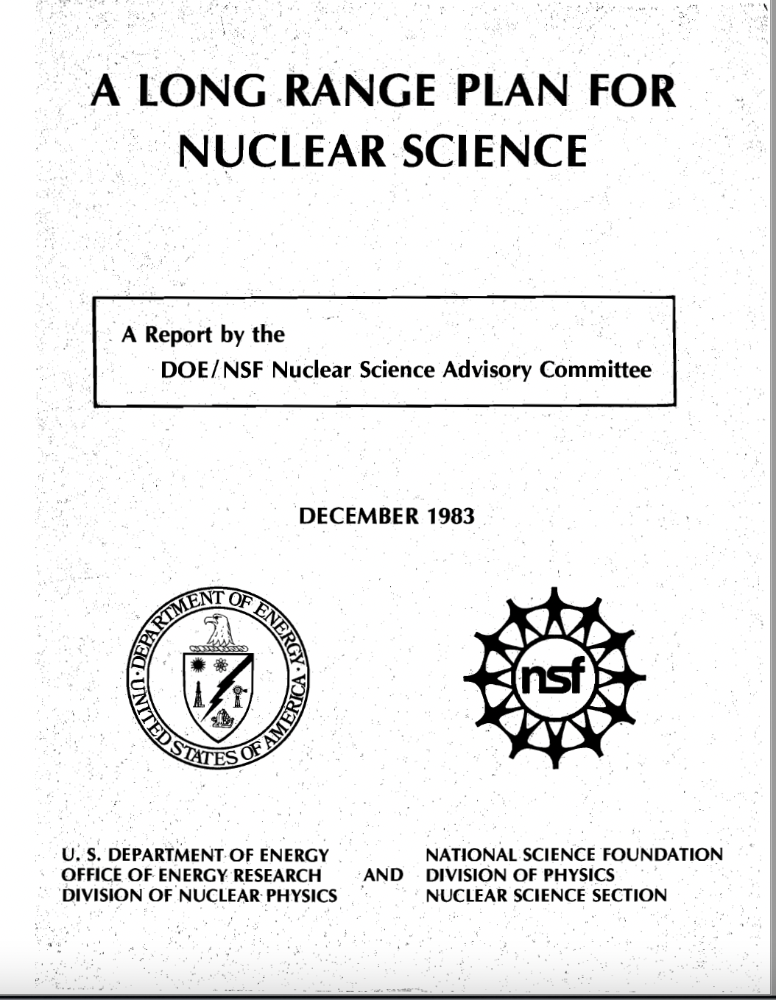 A LONG RANGE PLAN FOR
NUCLEAR SCIENCE
A Report by the
DOE/NSF Nuclear Science Advisory Committee
DECEMBER 1983
DEPARTMENT OF ENERGY
UNITED STATES OF AMERICA
nsf
U. S. DEPARTMENT OF ENERGY
OFFICE OF ENERGY RESEARCH
DIVISION OF NUCLEAR PHYSICS
AND
NATIONAL SCIENCE FOUNDATION
DIVISION OF PHYSICS
NUCLEAR SCIENCE SECTION